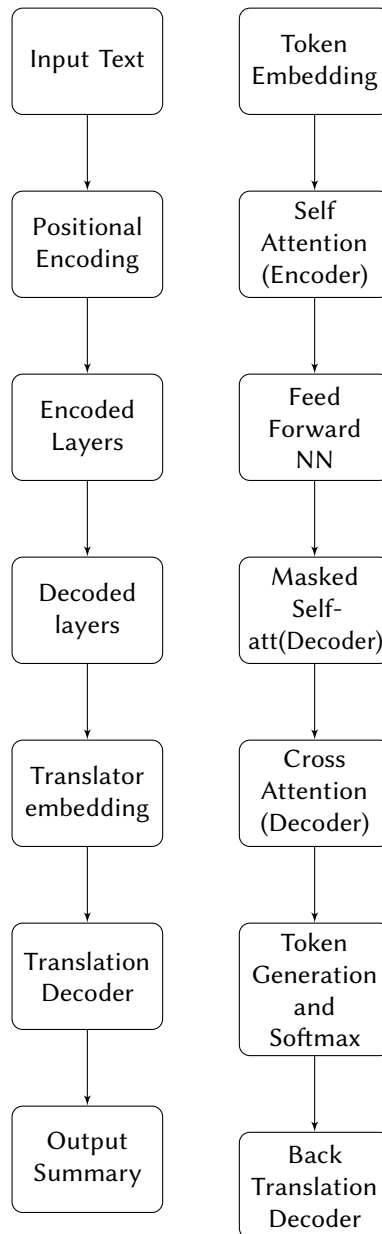 Input Text
Positional
Encoding
Encoded
Layers
Decoded
layers
Translator
embedding
Translation
Decoder
Output
Summary
Token
Embedding
Self
Attention
(Encoder)
Feed
Forward
NN
Masked
Self-
att(Decoder)
Cross
Attention
(Decoder)
Token
Generation
and
Softmax
Back
Translation
Decoder